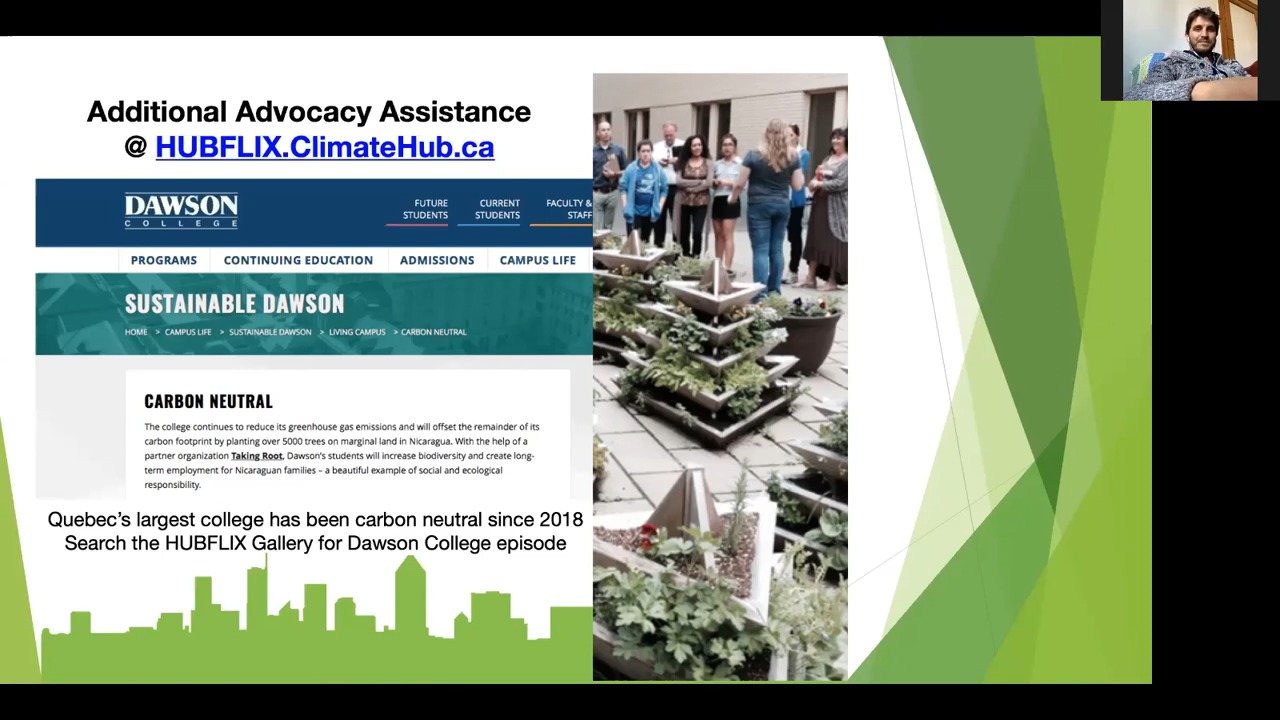 Additional Advocacy Assistance
@ HUBFLIX.ClimateHub.ca
DAWSON
COLLEGE
FUTURE
STUDENTS
CURRENT
STUDENTS
FACULTY &
STAFF
PROGRAMS
CONTINUING EDUCATION
ADMISSIONS
CAMPUS LIFE
SUSTAINABLE DAWSON
HOME > CAMPUS LIFE > SUSTAINABLE DAWSON > LIVING CAMPUS > CARBON NEUTRAL
CARBON NEUTRAL
The college continues to reduce its greenhouse gas emissions and will offset the remainder of its
carbon footprint by planting over 5000 trees on marginal land in Nicaragua. With the help of a
partner organization Taking Root, Dawson's students will increase biodiversity and create long-
term employment for Nicaraguan families – a beautiful example of social and ecological
responsibility.
Quebec's largest college has been carbon neutral since 2018
Search the HUBFLIX Gallery for Dawson College episode